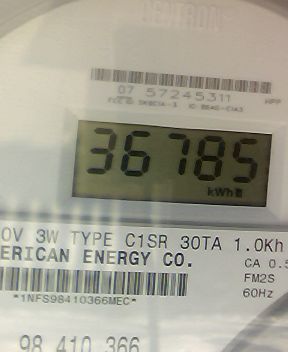 CENTRON
07 57245311
36785
kWh
0V 3W TYPE C1SR 30TA 1.0Kh
ERICAN ENERGY CO.
CA 0.5
FM2S
60Hz
*1NFS98410366MEC*
98 410 366